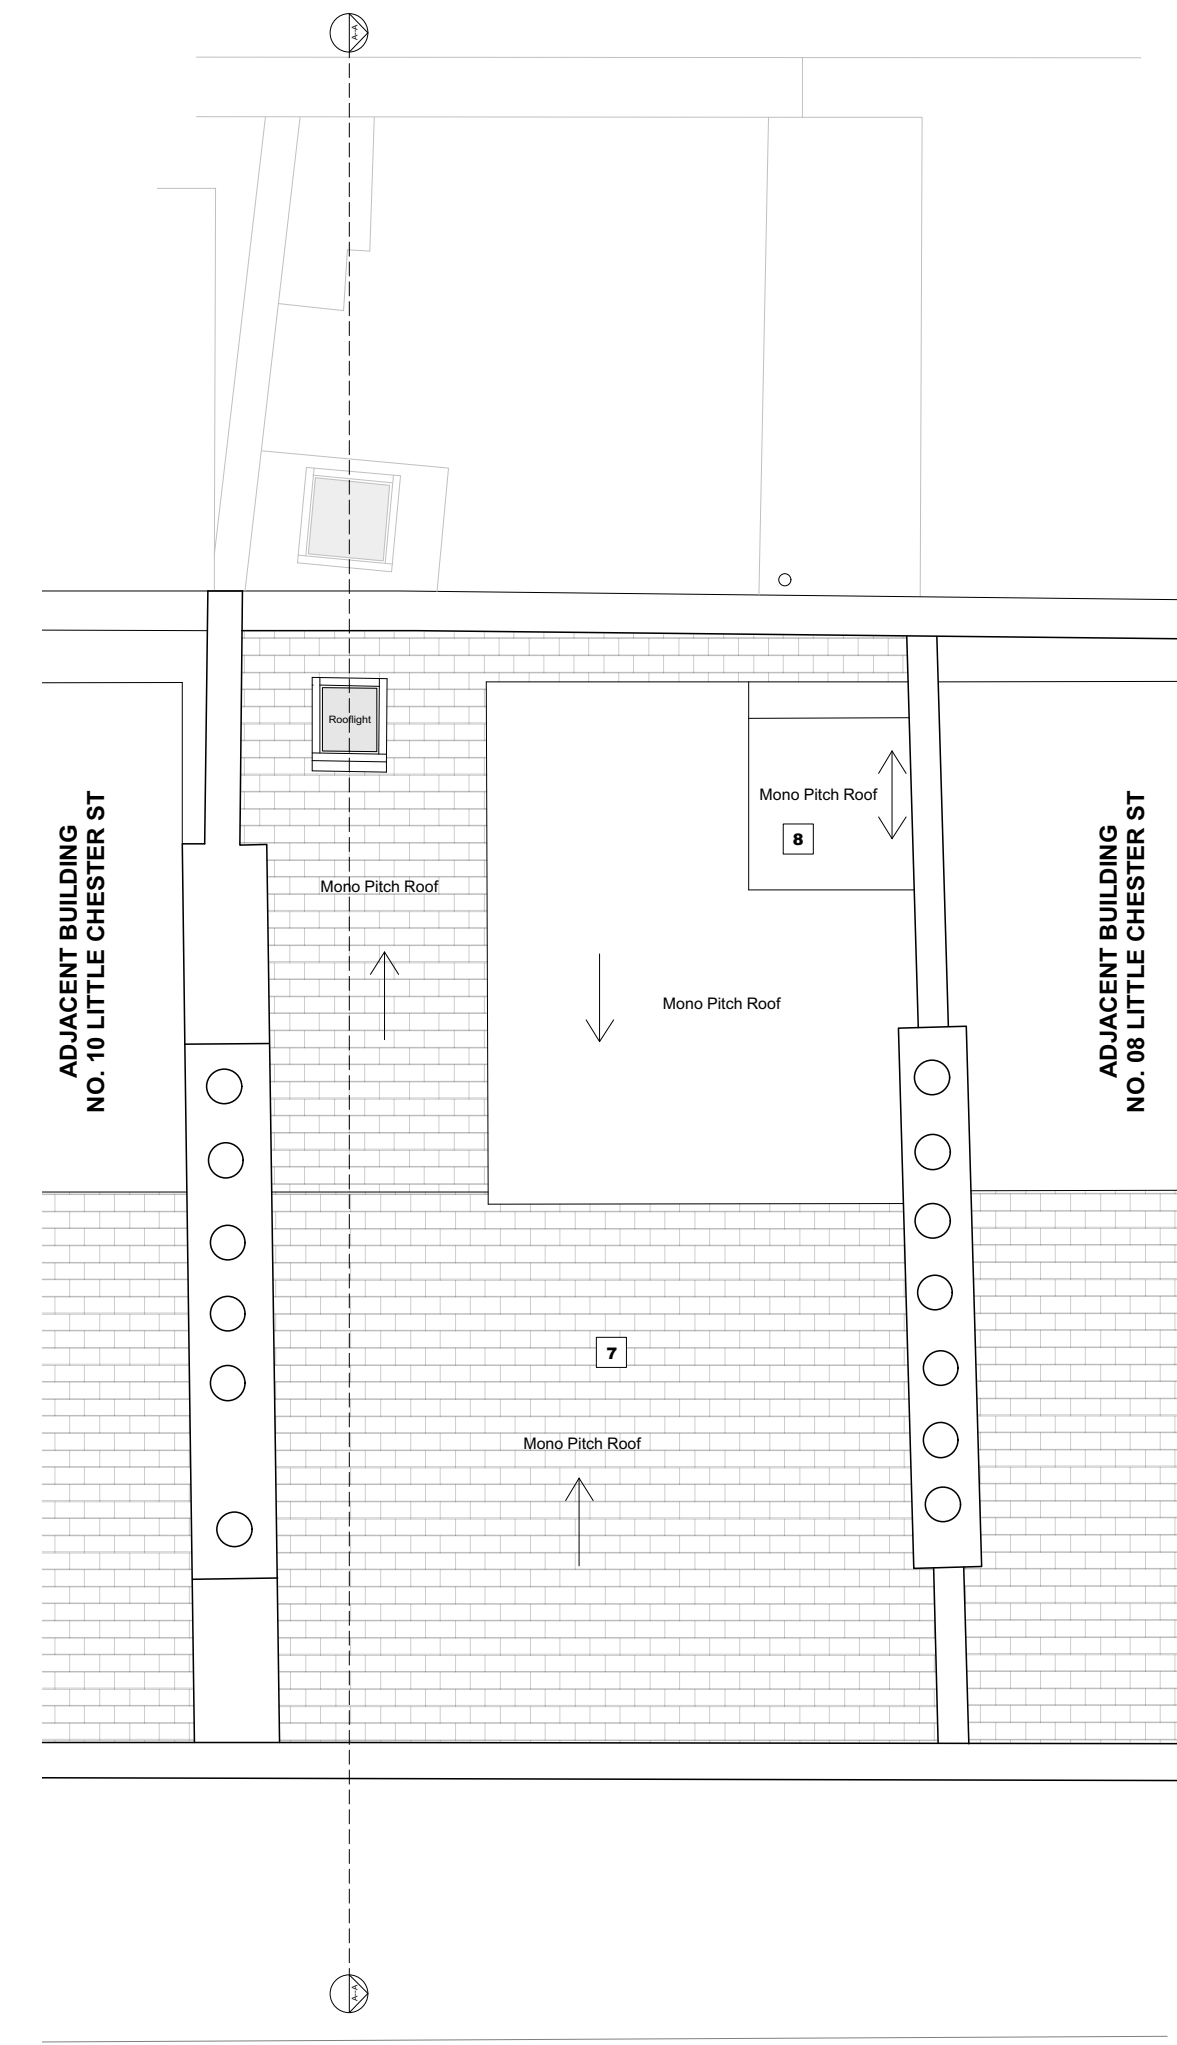 A-A
Rooflight
Mono Pitch Roof
8
ADJACENT BUILDING
NO. 10 LITTLE CHESTER ST
ADJACENT BUILDING
NO. 08 LITTLE CHESTER ST
Mono Pitch Roof
Mono Pitch Roof
7
Mono Pitch Roof
A-A